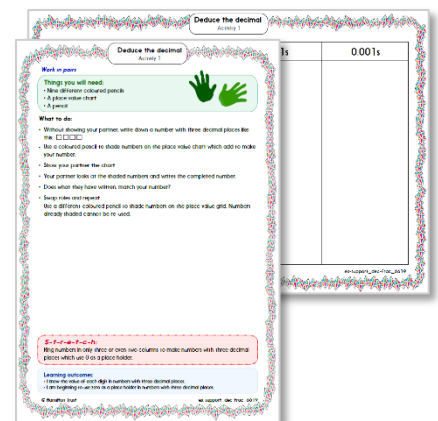 Deduce the decimal
Activity 1
Work in pairs
Things you will need:
• Nine different coloured pencils
• A place value chart
• A pencil
What to do:
• Without showing your partner, write down a number with three decimal places like
this:
• Use a coloured pencil to shade numbers on the place value chart which add to make
your number.
• Show your partner the chart.
• Your partner looks at the shaded numbers and writes the completed number.
• Does what they have written, match your number?
• Swap roles and repeat.
Use a different coloured pencil to shade numbers on the place value grid. Numbers
already shaded cannot be re-used.
S-t-r-e-t-c-h:
Ring numbers in only three or even two columns to make numbers with three decimal
places which use 0 as a place holder.
Learning outcomes:
• I know the value of each digit in numbers with three decimal places.
• I am beginning to use zero as a place holder in numbers with three decimal places.
© Hamilton Trust
ex-support_dec-frac_6619
Deduce the decimal
Activity 1
1s
0.001s
ex-support_dec-frac_6619